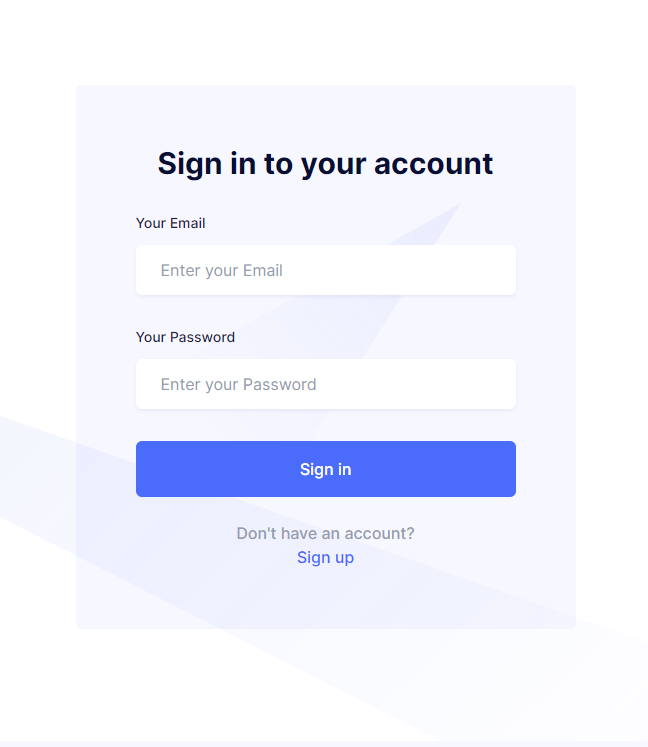 Sign in to your account
Your Email
Enter your Email
Your Password
Enter your Password
Sign in
Don't have an account?
Sign up